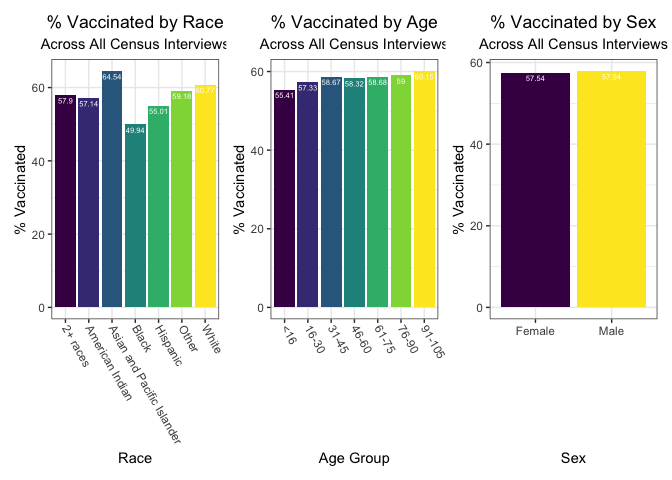 % Vaccinated by Race
Across All Census Interviews
% Vaccinated
60
40
20
0
57.9
57.14
64.54
49.94
55.01
59.18
60.77
2+ races
American Indian
Asian and Pacific Islander
Black
Hispanic
Other
White
Race
% Vaccinated by Age
Across All Census Interviews
% Vaccinated
60
40
20
0
55.41
57.33
58.67
58.32
58.68
59
60.15
<16
16-30
31-45
46-60
61-75
76-90
91-105
Age Group
% Vaccinated by Sex
Across All Census Interviews
% Vaccinated
60
40
20
0
57.54
57.94
Female
Male
Sex